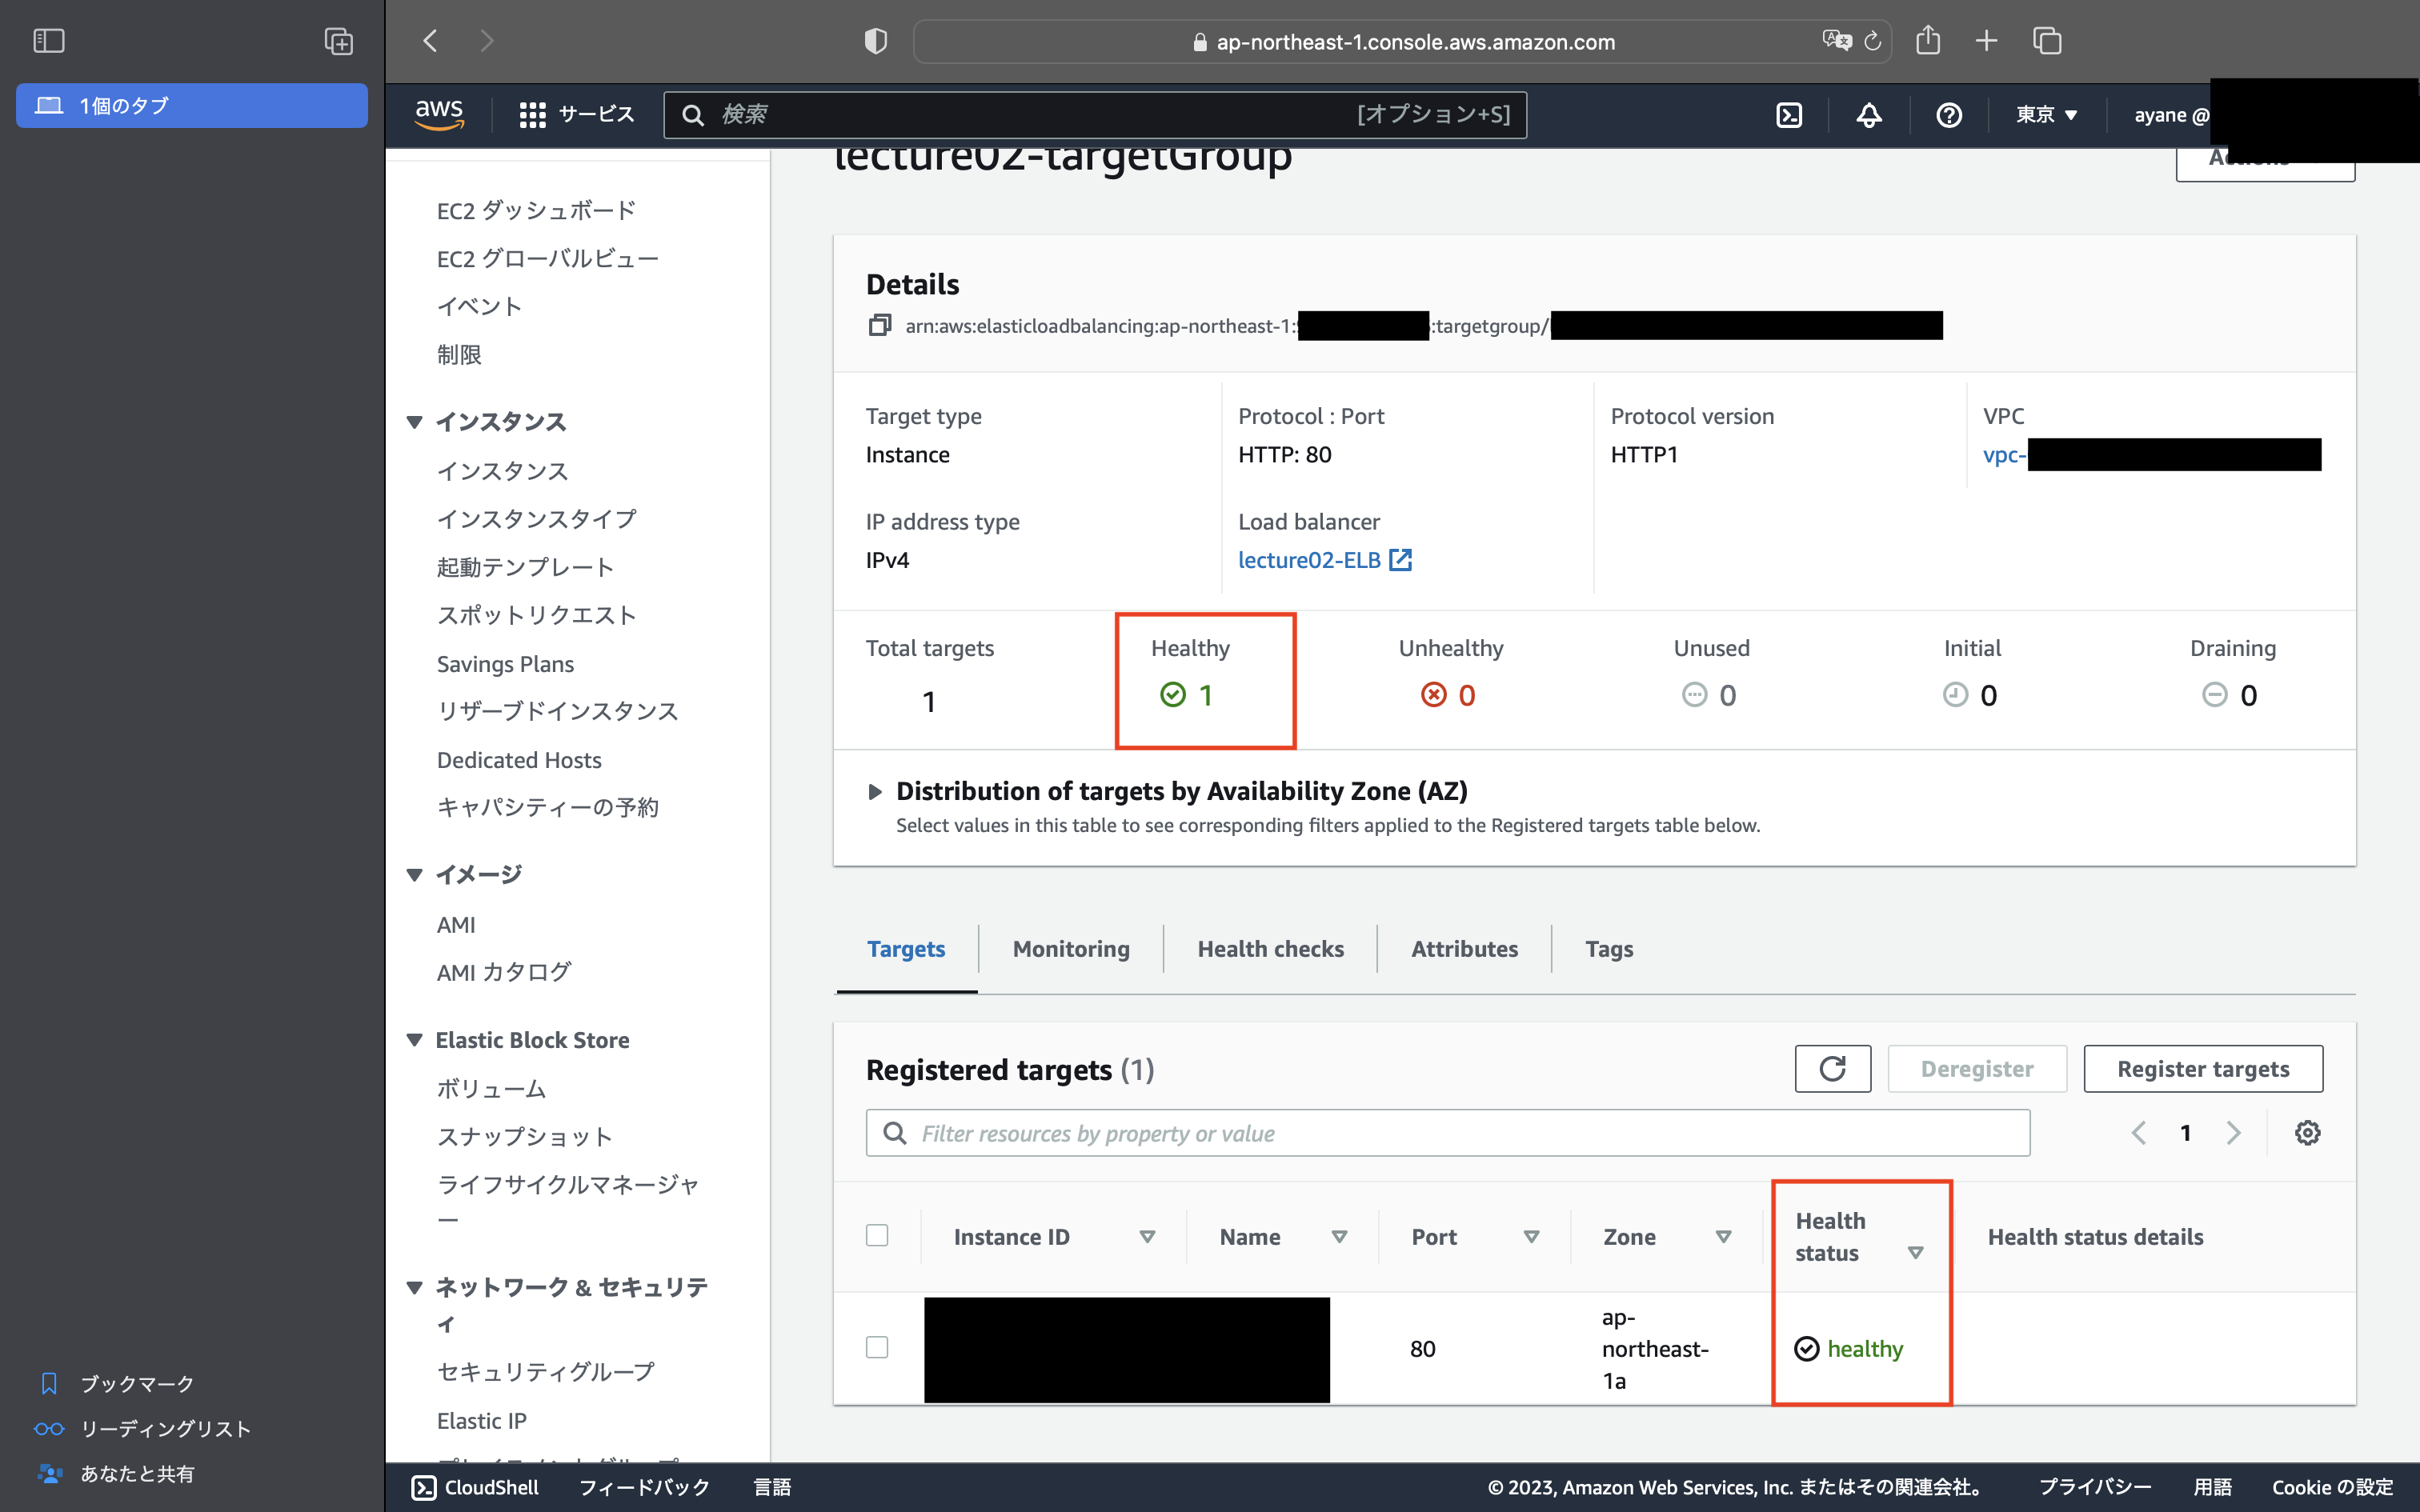 1個のタブ
ap-northeast-1.console.aws.amazon.com
aws
サービス
検索
[オプション+S]
東京
ayane @
EC2 ダッシュボード
EC2 グローバルビュー
イベント
制限
インスタンス
インスタンス
インスタンスタイプ
起動テンプレート
スポットリクエスト
Savings Plans
リザーブドインスタンス
Dedicated Hosts
キャパシティーの予約
イメージ
AMI
AMI カタログ
Elastic Block Store
ボリューム
スナップショット
ライフサイクルマネージャ
ー
ネットワーク & セキュリテ
ィ
セキュリティグループ
Elastic IP
lecture02-targetGroup
Actions
Details
arn:aws:elasticloadbalancing:ap-northeast-1:
:targetgroup/
Target type
Instance
Protocol : Port
HTTP: 80
Protocol version
HTTP1
VPC
vpc-
IP address type
IPv4
Load balancer
lecture02-ELB
Total targets
1
Healthy
1
Unhealthy
0
Unused
0
Initial
0
Draining
0
Distribution of targets by Availability Zone (AZ)
Select values in this table to see corresponding filters applied to the Registered targets table below.
Targets
Monitoring
Health checks
Attributes
Tags
Registered targets (1)
Deregister
Register targets
Filter resources by property or value
1
Instance ID
Name
Port
Zone
Health
status
Health status details
80
ap-
northeast-
1a
healthy
ブックマーク
リーディングリスト
あなたと共有
CloudShell
フィードバック
言語
© 2023, Amazon Web Services, Inc. またはその関連会社。
プライバシー
用語
Cookie の設定